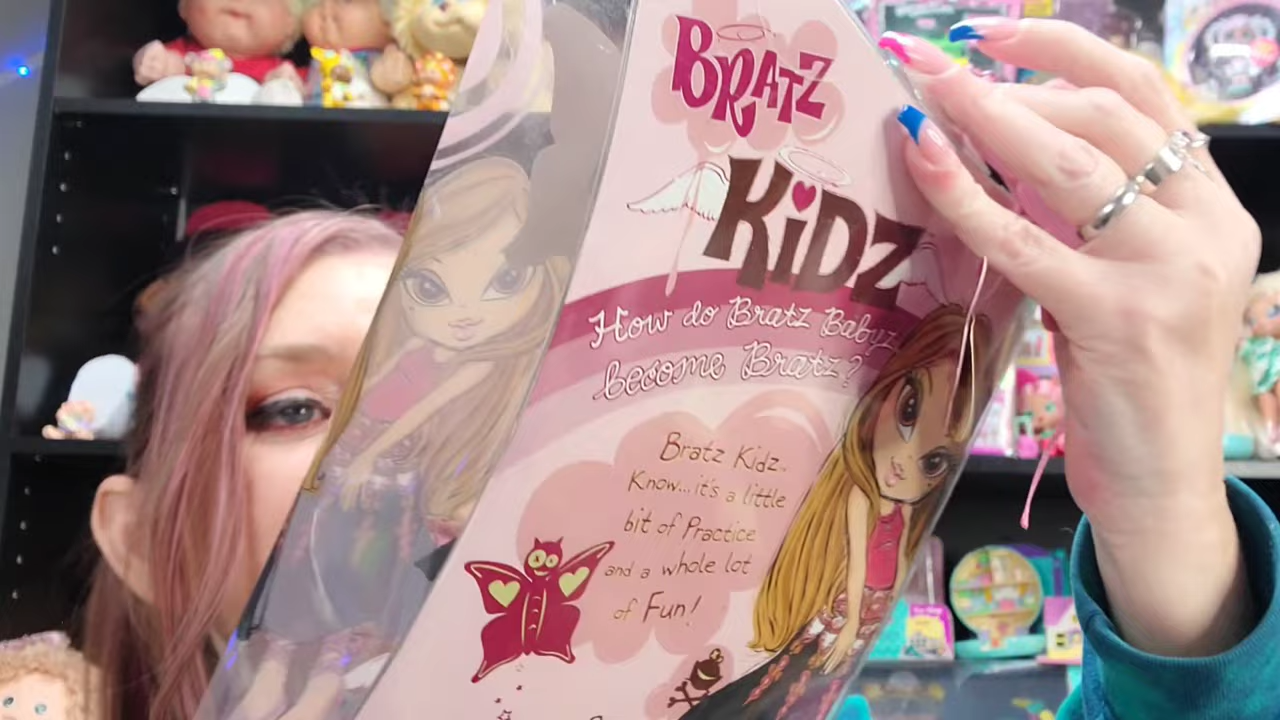 BRATZ
KiDZ
How do Bratz Babyz
become Bratz?
Bratz Kidz™
Know...it's a little
bit of Practice
and a whole lot
of Fun!